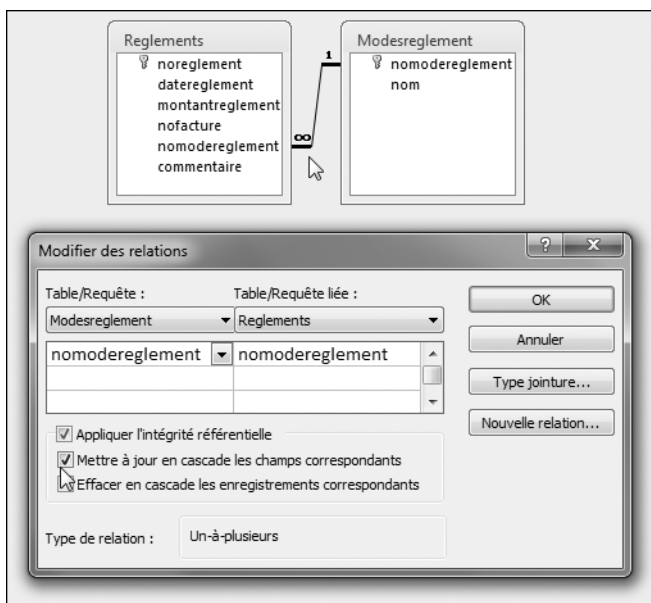 Reglements
noreglement
datereglement
montantreglement
nofacture
nomodereglement
commentaire
1
∞
Modesreglement
nomodereglement
nom
Modifier des relations
Table/Requête :
Table/Requête liée :
Modesreglement
Reglements
nomodereglement
nomodereglement
Appliquer l'intégrité référentielle
Mettre à jour en cascade les champs correspondants
Effacer en cascade les enregistrements correspondants
Type de relation :
Un-à-plusieurs
OK
Annuler
Type jointure...
Nouvelle relation...